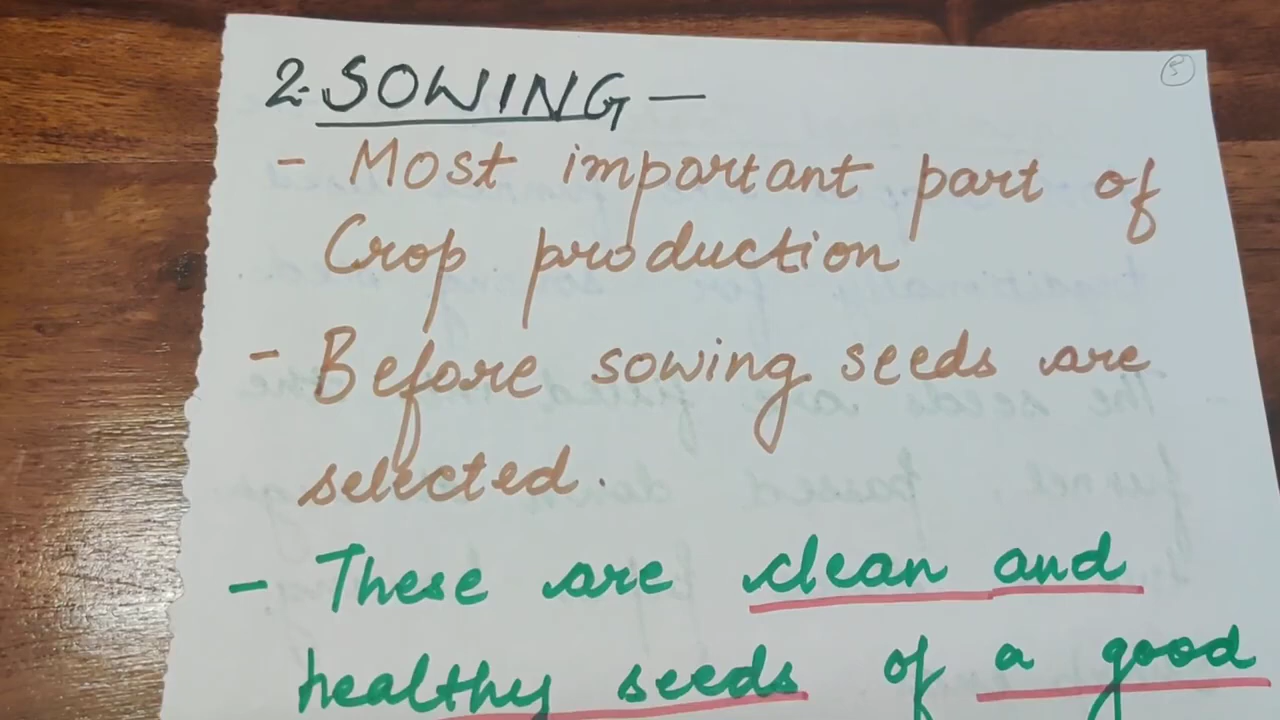 5
2. SOWING —
- Most important part of
Crop production
- Before sowing seeds are
selected.
- These are clean and
healthy seeds of a good